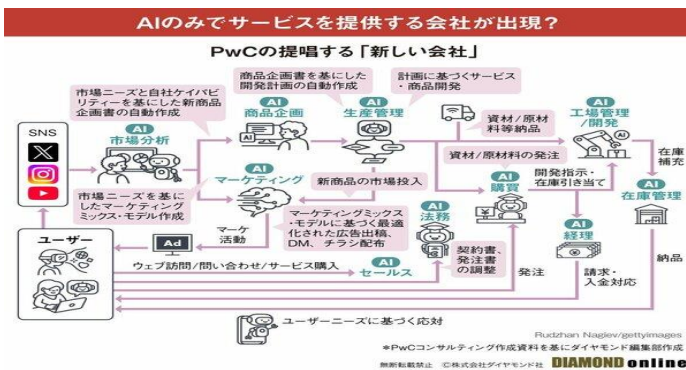 AIのみでサービスを提供する会社が出現？
PwCの提唱する「新しい会社」
市場ニーズと自社ケイパビ
リティーを基にした新商品
企画書の自動作成
商品企画書を基にした
開発計画の自動作成
計画に基づくサービス
・商品開発
SNS
AI
市場分析
AI
商品企画
AI
生産管理
資材/原材
料等納品
AI
工場管理
/開発
資材/原材料の発注
在庫
補充
市場ニーズを基に
したマーケティング
ミックス・モデル作成
AI
マーケティング
新商品の市場投入
AI
購買
開発指示・
在庫引き当て
AI
在庫管理
ユーザー
Ad
マーケ
活動
マーケティングミックス
・モデルに基づく最適
化された広告出稿、
DM、チラシ配布
AI
法務
契約書、
発注書
の調整
発注
AI
経理
請求・
入金対応
納品
ウェブ訪問/問い合わせ/サービス購入
AI
セールス
ユーザーニーズに基づく応対
Rudzhan Nagiev/gettyimages
*PwCコンサルティング作成資料を基にダイヤモンド編集部作成
無断転載禁止 ©株式会社ダイヤモンド社 DIAMOND online